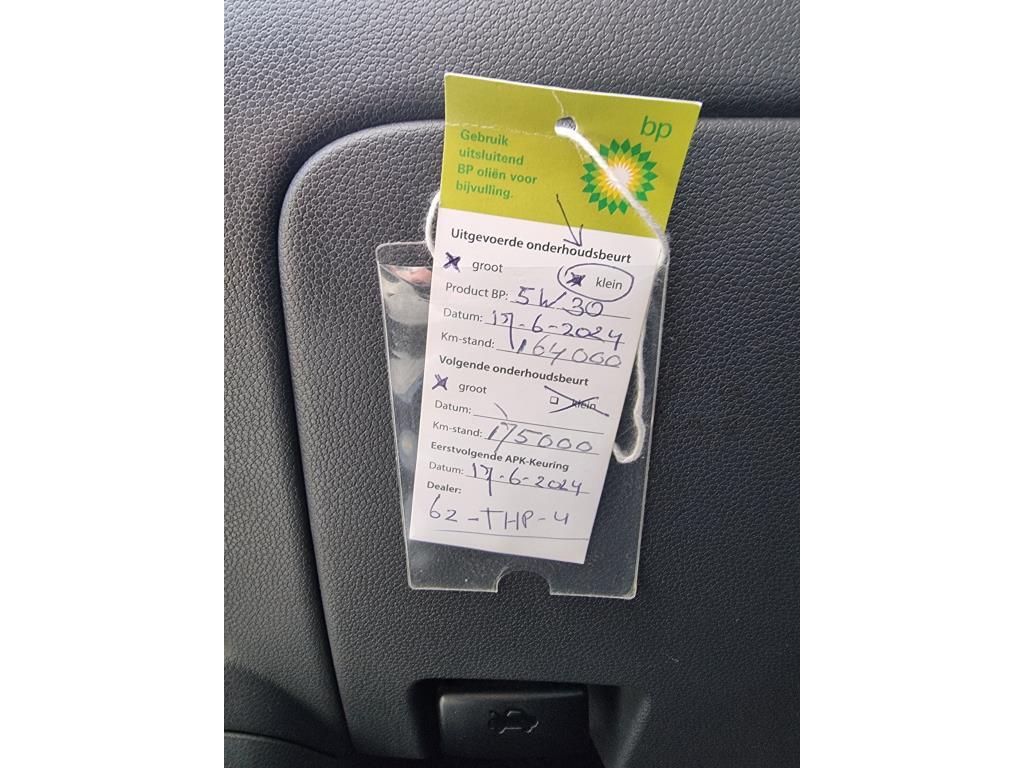 bp
Gebruik
uitsluitend
BP oliën voor
bijvulling.
Uitgevoerde onderhoudsbeurt
groot klein
Product BP: 5W30
Datum: 17-6-2024
Km-stand: 164000
Volgende onderhoudsbeurt
groot klein
Datum:
Km-stand: 175000
Eerstvolgende APK-Keuring
Datum: 17-6-2024
Dealer:
62-THP-4